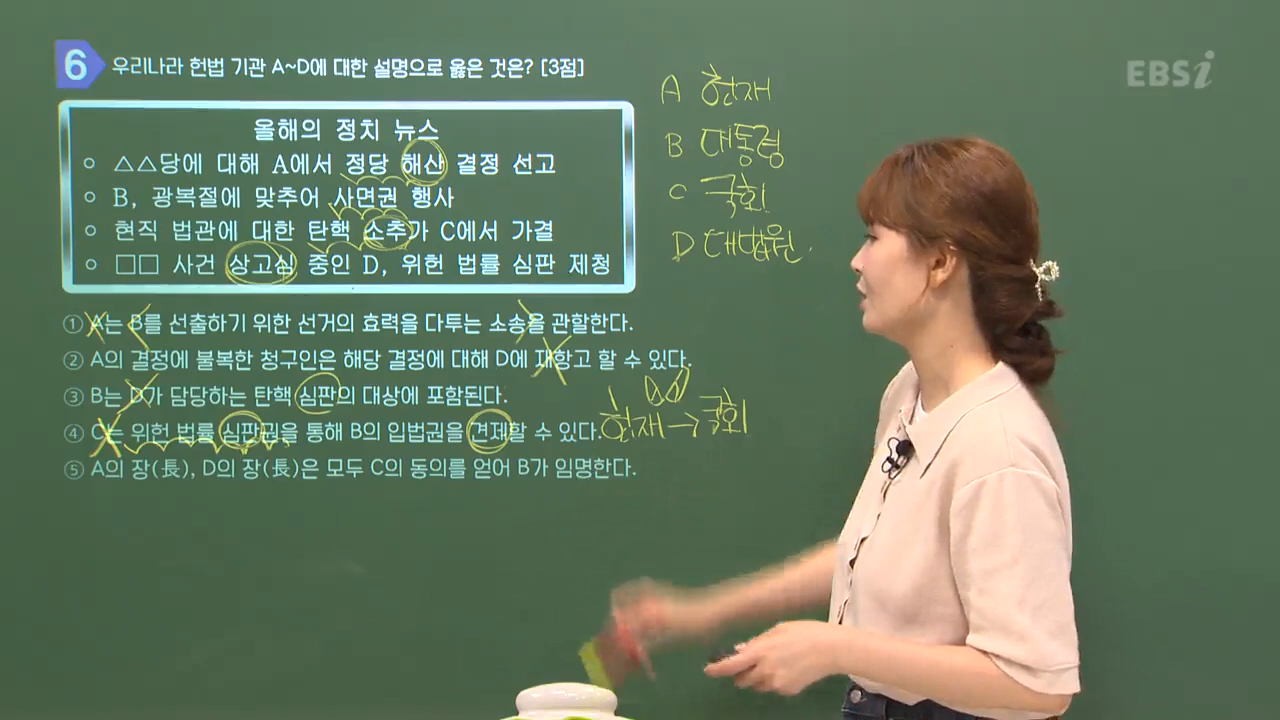 6 우리나라 헌법 기관 A~D에 대한 설명으로 옳은 것은? [3점]
올해의 정치 뉴스
○ △△당에 대해 A에서 정당 해산 결정 선고
○ B, 광복절에 맞추어 사면권 행사
○ 현직 법관에 대한 탄핵 소추가 C에서 가결
○ □□ 사건 상고심 중인 D, 위헌 법률 심판 제청
① A는 B를 선출하기 위한 선거의 효력을 다투는 소송을 관할한다.
② A의 결정에 불복한 청구인은 해당 결정에 대해 D에 재항고 할 수 있다.
③ B는 D가 담당하는 탄핵 심판의 대상에 포함된다.
④ C는 위헌 법률 심판권을 통해 B의 입법권을 견제할 수 있다.
⑤ A의 장(長), D의 장(長)은 모두 C의 동의를 얻어 B가 임명한다.
A 헌재
B 대통령
C 국회
D 대법원.
헌재 → 국회
EBSi